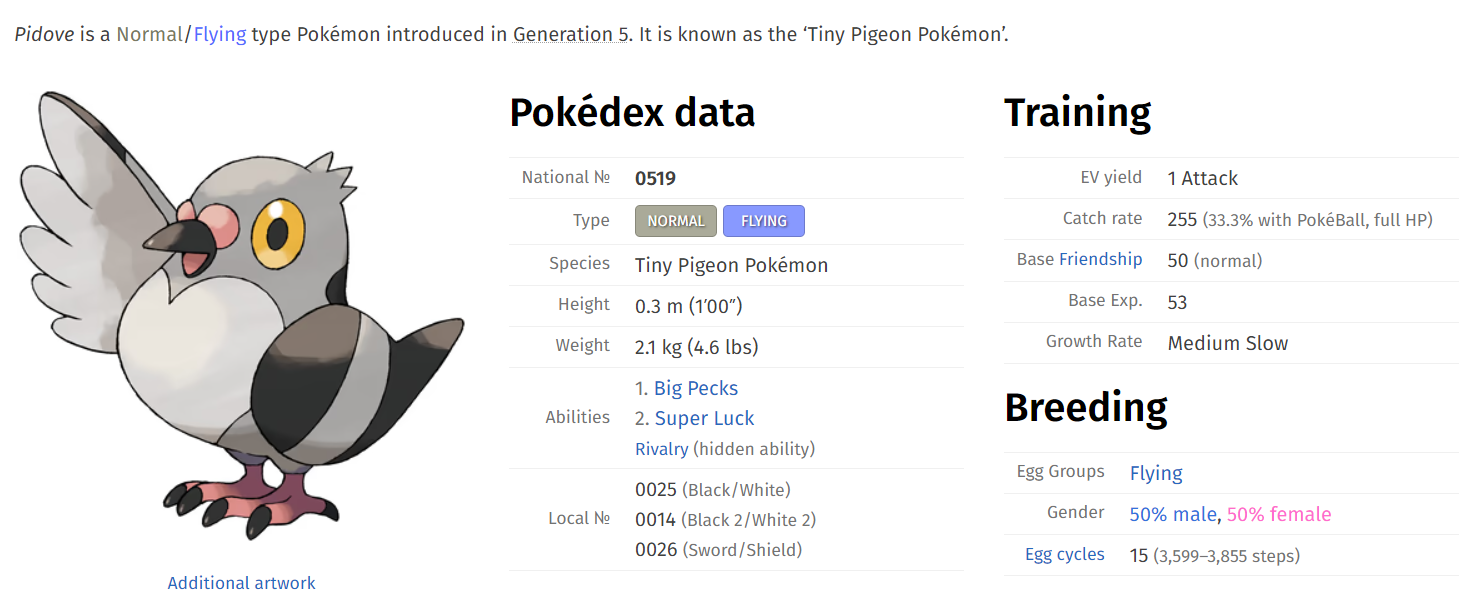 Pidove is a Normal/Flying type Pokémon introduced in Generation 5. It is known as the ‘Tiny Pigeon Pokémon’.
Additional artwork
Pokédex data
National № 0519
Type NORMAL FLYING
Species Tiny Pigeon Pokémon
Height 0.3 m (1′00″)
Weight 2.1 kg (4.6 lbs)
Abilities
1. Big Pecks
2. Super Luck
Rivalry (hidden ability)
Local №
0025 (Black/White)
0014 (Black 2/White 2)
0026 (Sword/Shield)
Training
EV yield 1 Attack
Catch rate 255 (33.3% with PokéBall, full HP)
Base Friendship 50 (normal)
Base Exp. 53
Growth Rate Medium Slow
Breeding
Egg Groups Flying
Gender 50% male, 50% female
Egg cycles 15 (3,599–3,855 steps)